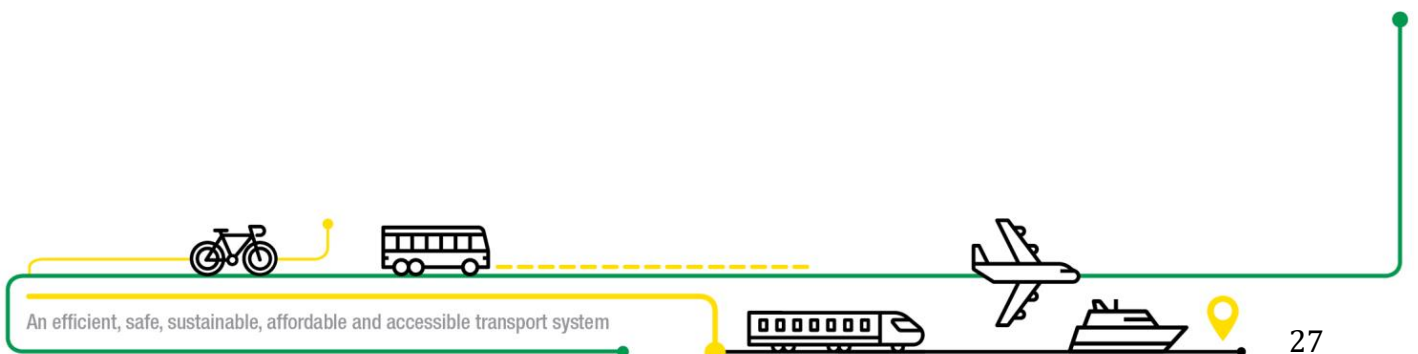 An efficient, safe, sustainable, affordable and accessible transport system
27